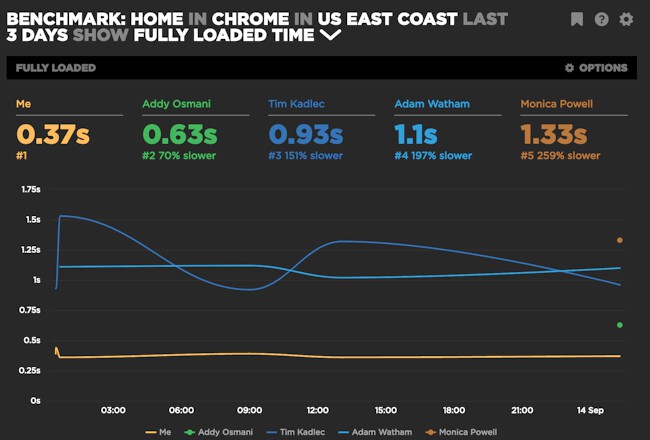 BENCHMARK: HOME IN CHROME IN US EAST COAST LAST
3 DAYS SHOW FULLY LOADED TIME
FULLY LOADED
OPTIONS
Me
0.37s
#1
Addy Osmani
0.63s
#2 70% slower
Tim Kadlec
0.93s
#3 151% slower
Adam Watham
1.1s
#4 197% slower
Monica Powell
1.33s
#5 259% slower
1.75s
1.5s
1.25s
1s
0.75s
0.5s
0.25s
0s
03:00
06:00
09:00
12:00
15:00
18:00
21:00
14 Sep
Me
Addy Osmani
Tim Kadlec
Adam Watham
Monica Powell